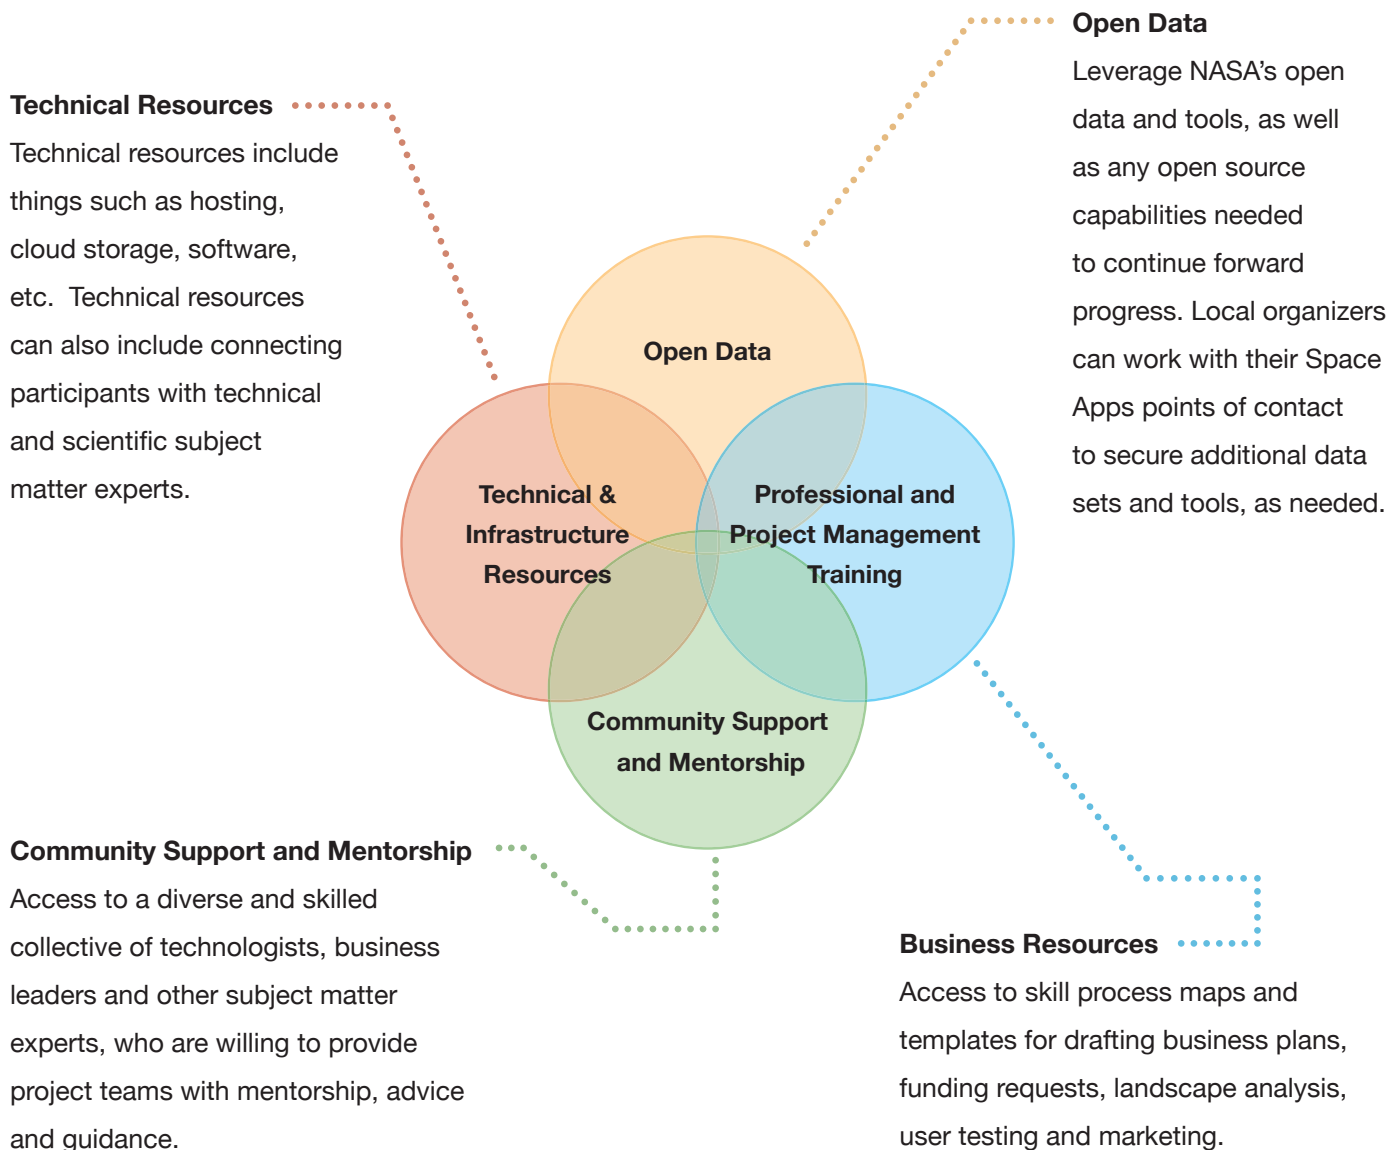 Open Data
Leverage NASA's open
data and tools, as well
as any open source
capabilities needed
to continue forward
progress. Local organizers
can work with their Space
Apps points of contact
to secure additional data
sets and tools, as needed.
Technical Resources
Technical resources include
things such as hosting,
cloud storage, software,
etc.  Technical resources
can also include connecting
participants with technical
and scientific subject
matter experts.
Open Data
Technical &
Infrastructure
Resources
Professional and
Project Management
Training
Community Support
and Mentorship
Community Support and Mentorship
Access to a diverse and skilled
collective of technologists, business
leaders and other subject matter
experts, who are willing to provide
project teams with mentorship, advice
and guidance.
Business Resources
Access to skill process maps and
templates for drafting business plans,
funding requests, landscape analysis,
user testing and marketing.